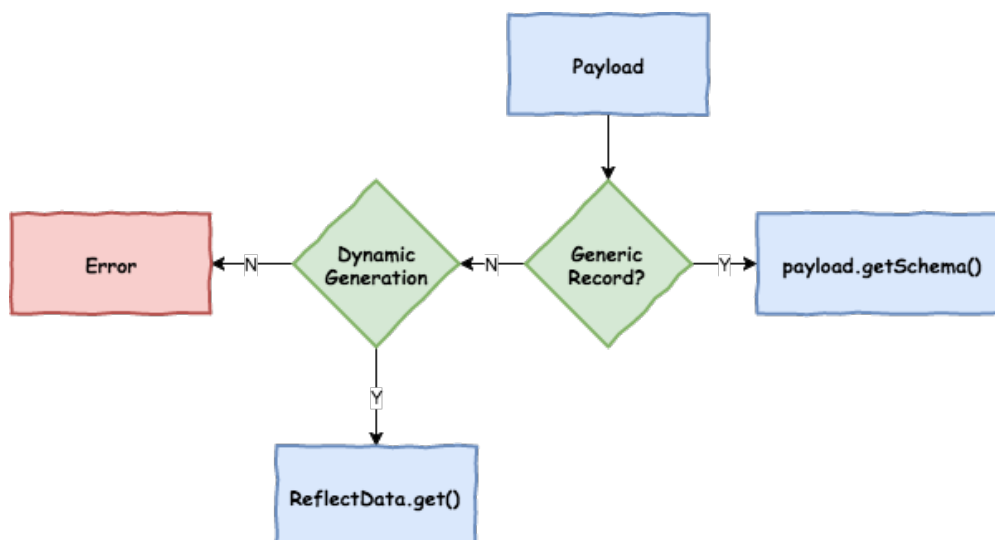 Payload
Error
N
Dynamic
Generation
N
Generic
Record?
Y
payload.getSchema()
Y
ReflectData.get()